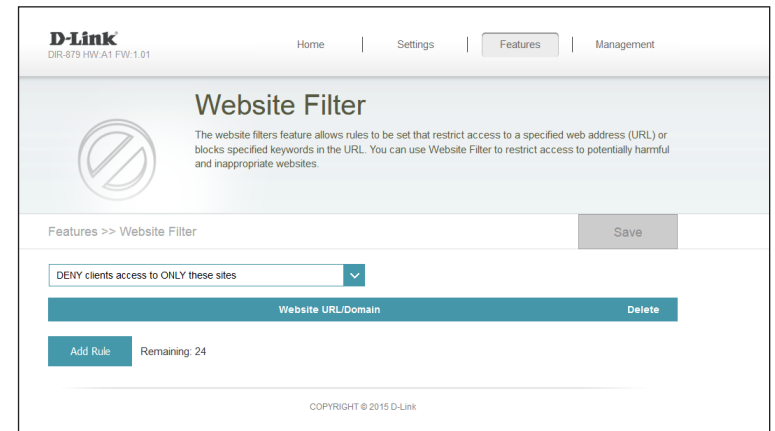 D-Link
DIR-879 HW:A1 FW:1.01
Home
Settings
Features
Management
Website Filter
The website filters feature allows rules to be set that restrict access to a specified web address (URL) or
blocks specified keywords in the URL. You can use Website Filter to restrict access to potentially harmful
and inappropriate websites.
Features >> Website Filter
Save
DENY clients access to ONLY these sites
Website URL/Domain
Delete
Add Rule
Remaining: 24
COPYRIGHT © 2015 D-Link